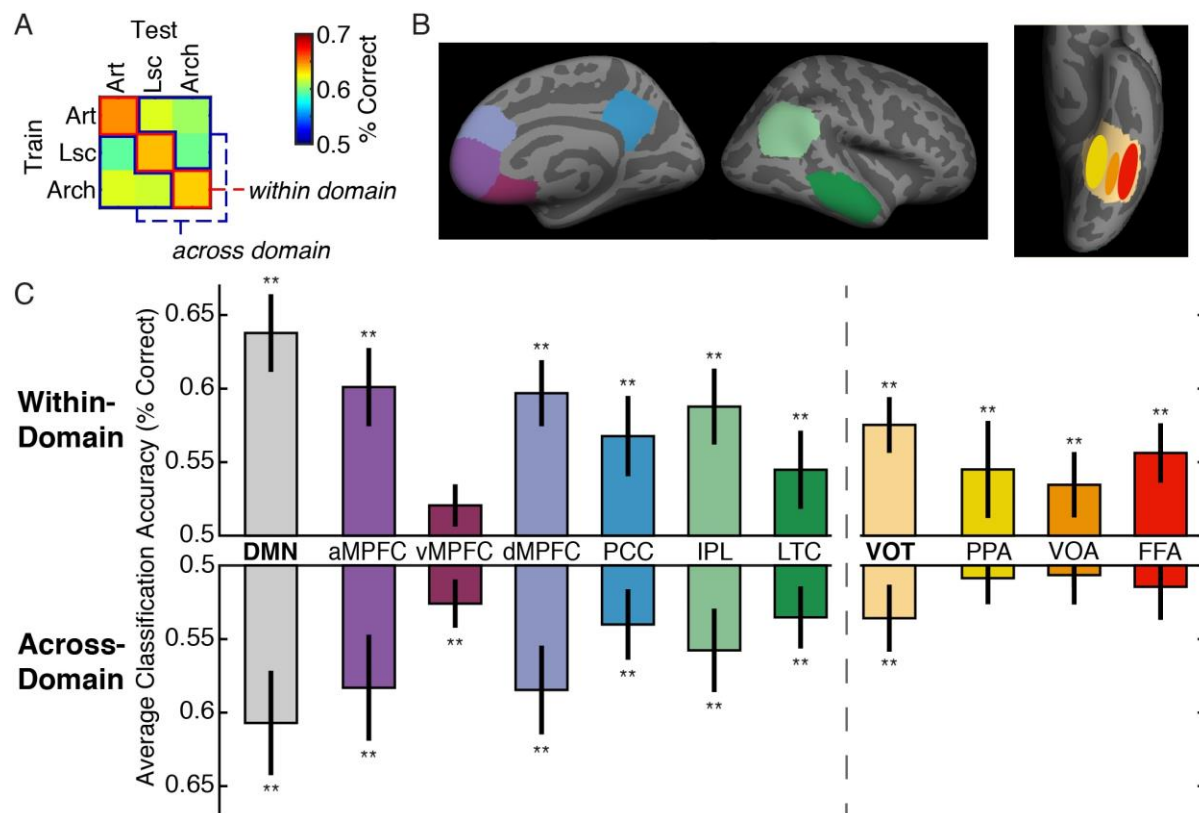 A
Test
Art
Lsc
Arch
Train
Art
Lsc
Arch
0.7
0.6
0.5
% Correct
within domain
across domain
B
C
Average Classification Accuracy (% Correct)
Within-
Domain
0.65
0.6
0.55
0.5
** ** ** ** ** ** ** ** ** **
DMN aMPFC vMPFC dMPFC PCC IPL LTC VOT PPA VOA FFA
Across-
Domain
0.5
0.55
0.6
0.65
** ** ** ** ** ** ** **